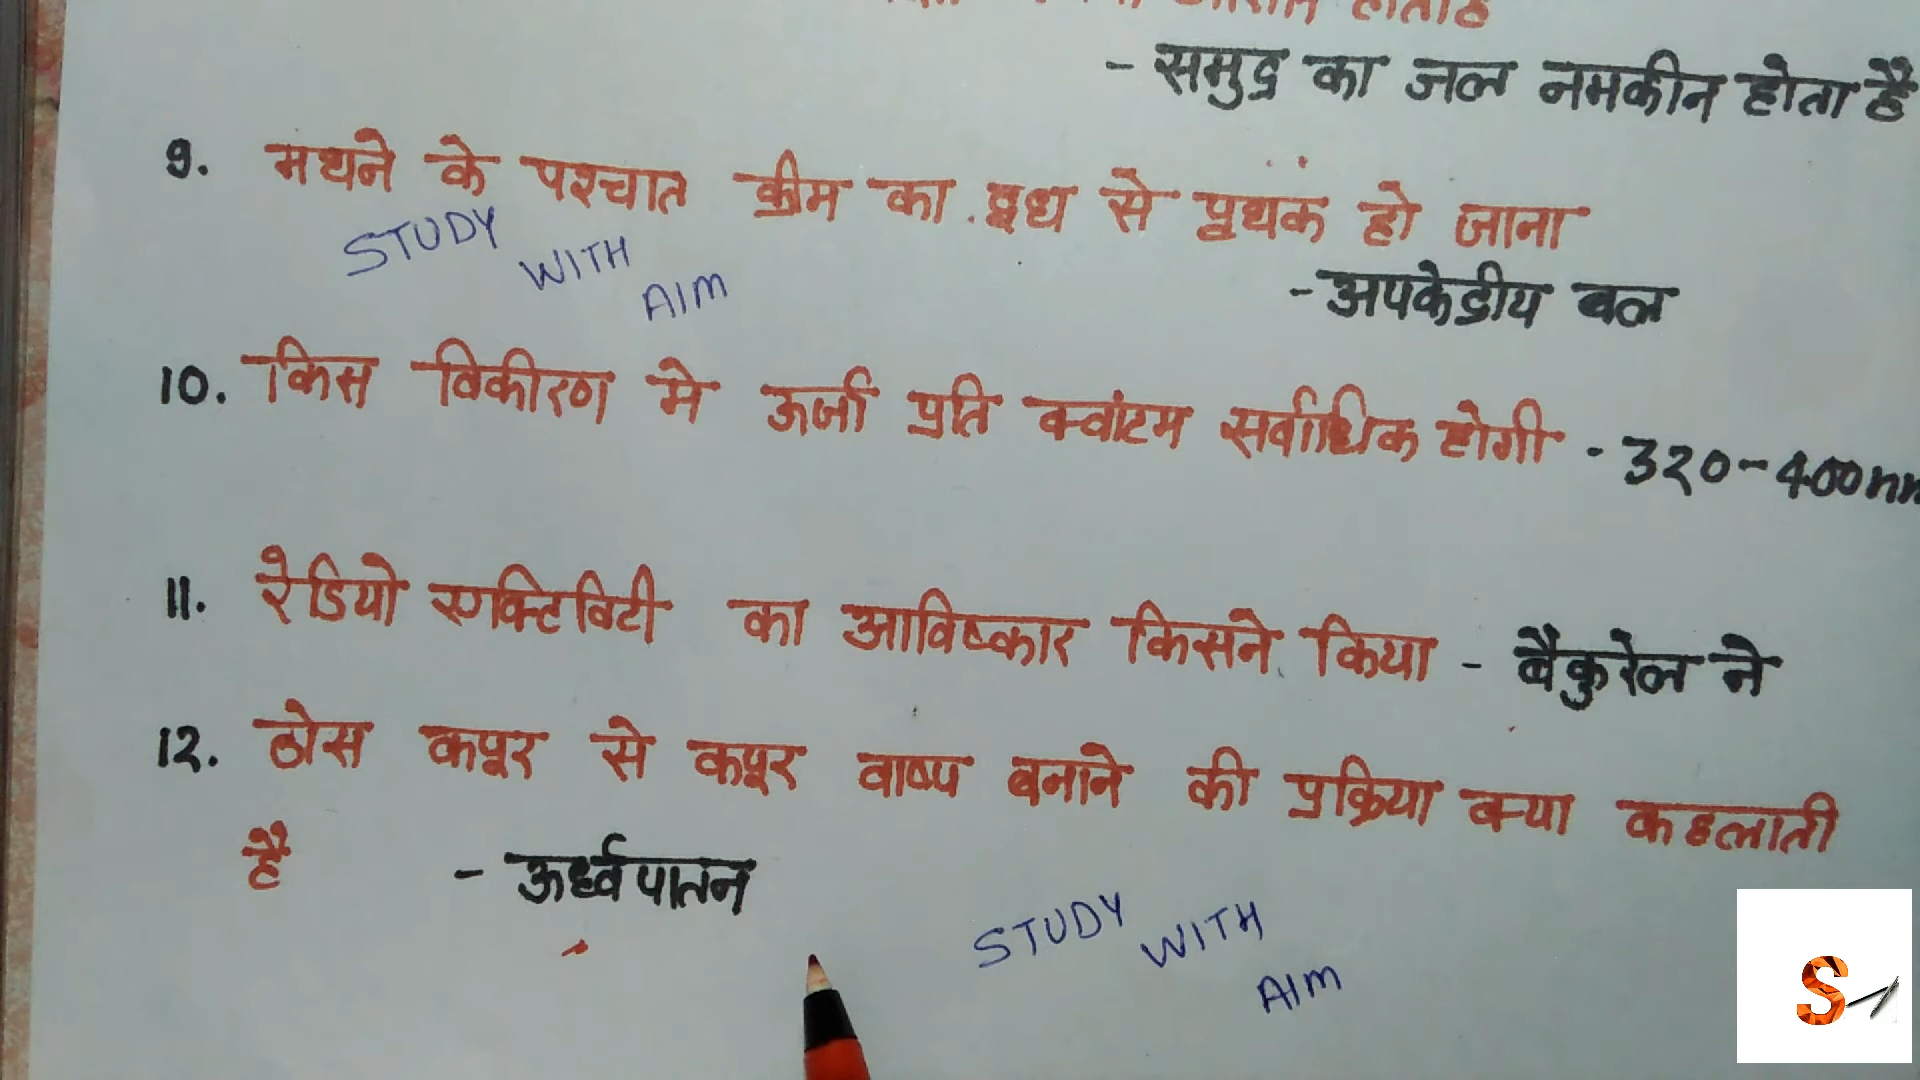 - समुद्र का जल नमकीन होता है
9. मथने के पश्चात क्रीम का दूध से पृथक हो जाना
STUDY WITH AIM
- अपकेंद्रीय बल
10. किस विकीरण मे ऊर्जा प्रति क्वांटम सर्वाधिक होगी - 320-400nm
11. रेडियो एक्टिविटी का आविष्कार किसने किया - बैकुरेल ने
12. ठोस कपूर से कपूर वाष्प बनाने की प्रक्रिया क्या कहलाती
है - ऊर्ध्वपातन
STUDY WITH AIM
S